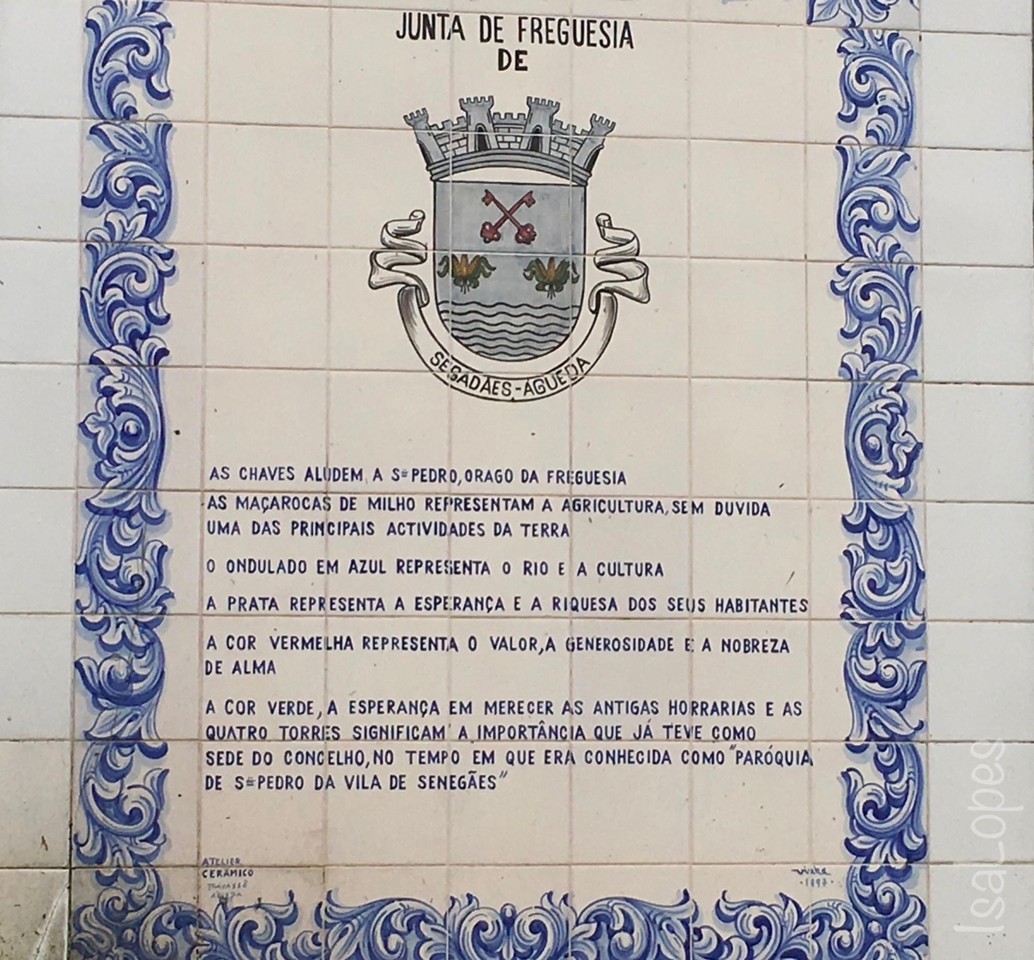 JUNTA DE FREGUESIA
DE
SEGADÃES-ÁGUEDA
AS CHAVES ALUDEM A Sº PEDRO, ORAGO DA FREGUESIA
AS MAÇAROCAS DE MILHO REPRESENTAM A AGRICULTURA, SEM DUVIDA
UMA DAS PRINCIPAIS ACTIVIDADES DA TERRA
O ONDULADO EM AZUL REPRESENTA O RIO E A CULTURA
A PRATA REPRESENTA A ESPERANÇA E A RIQUESA DOS SEUS HABITANTES
A COR VERMELHA REPRESENTA O VALOR, A GENEROSIDADE E A NOBREZA
DE ALMA
A COR VERDE, A ESPERANÇA EM MERECER AS ANTIGAS HORRARIAS E AS
QUATRO TORRES SIGNIFICAM A IMPORTÂNCIA QUE JÁ TEVE COMO
SEDE DO CONCELHO, NO TEMPO EM QUE ERA CONHECIDA COMO "PARÓQUIA
DE Sº PEDRO DA VILA DE SENEGÃES"
ATELIER
CERÂMICO
IsaLopes